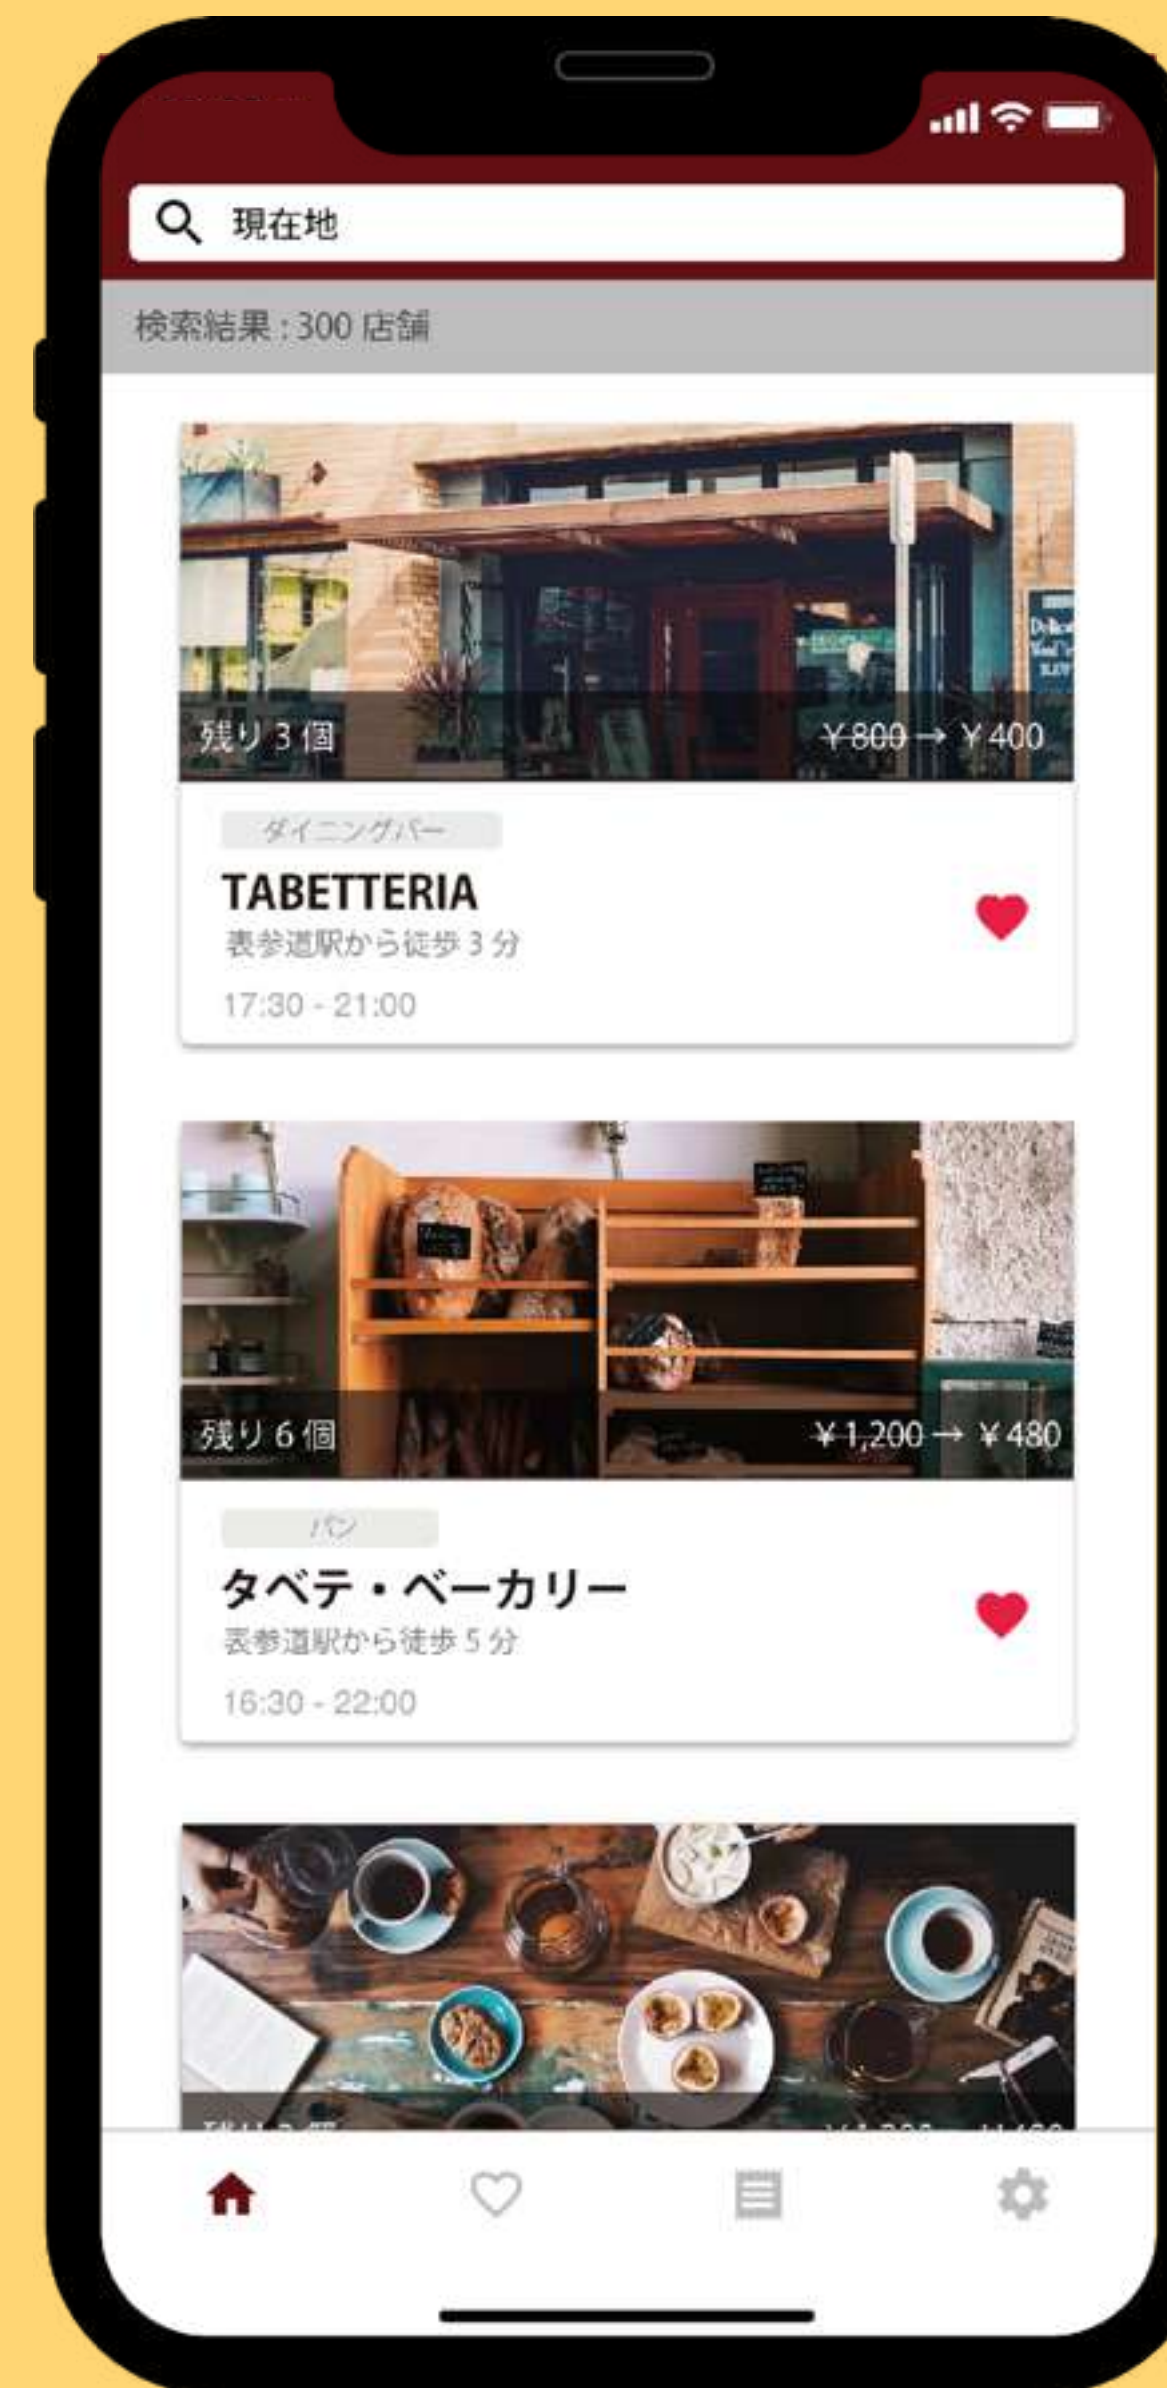 現在地
検索結果 : 300 店舗
残り 3 個
¥800 → ¥400
ダイニングバー
TABETTERIA
表参道駅から徒歩 3 分
17:30 - 21:00
残り 6 個
¥1,200 → ¥480
パン
タベテ・ベーカリー
表参道駅から徒歩 5 分
16:30 - 22:00